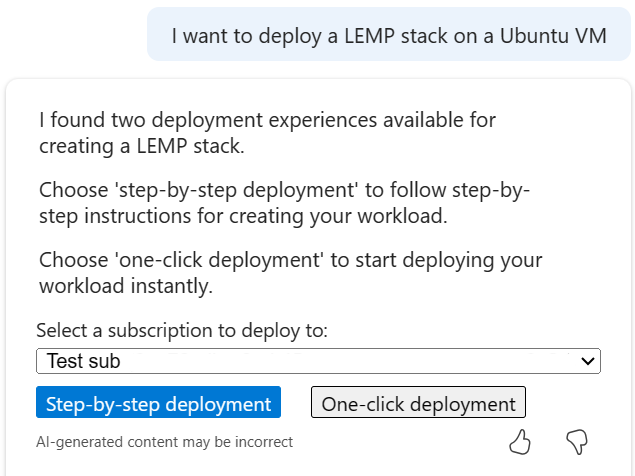 I want to deploy a LEMP stack on a Ubuntu VM
I found two deployment experiences available for
creating a LEMP stack.
Choose 'step-by-step deployment' to follow step-by-
step instructions for creating your workload.
Choose 'one-click deployment' to start deploying your
workload instantly.
Select a subscription to deploy to:
Test sub
Step-by-step deployment One-click deployment
AI-generated content may be incorrect